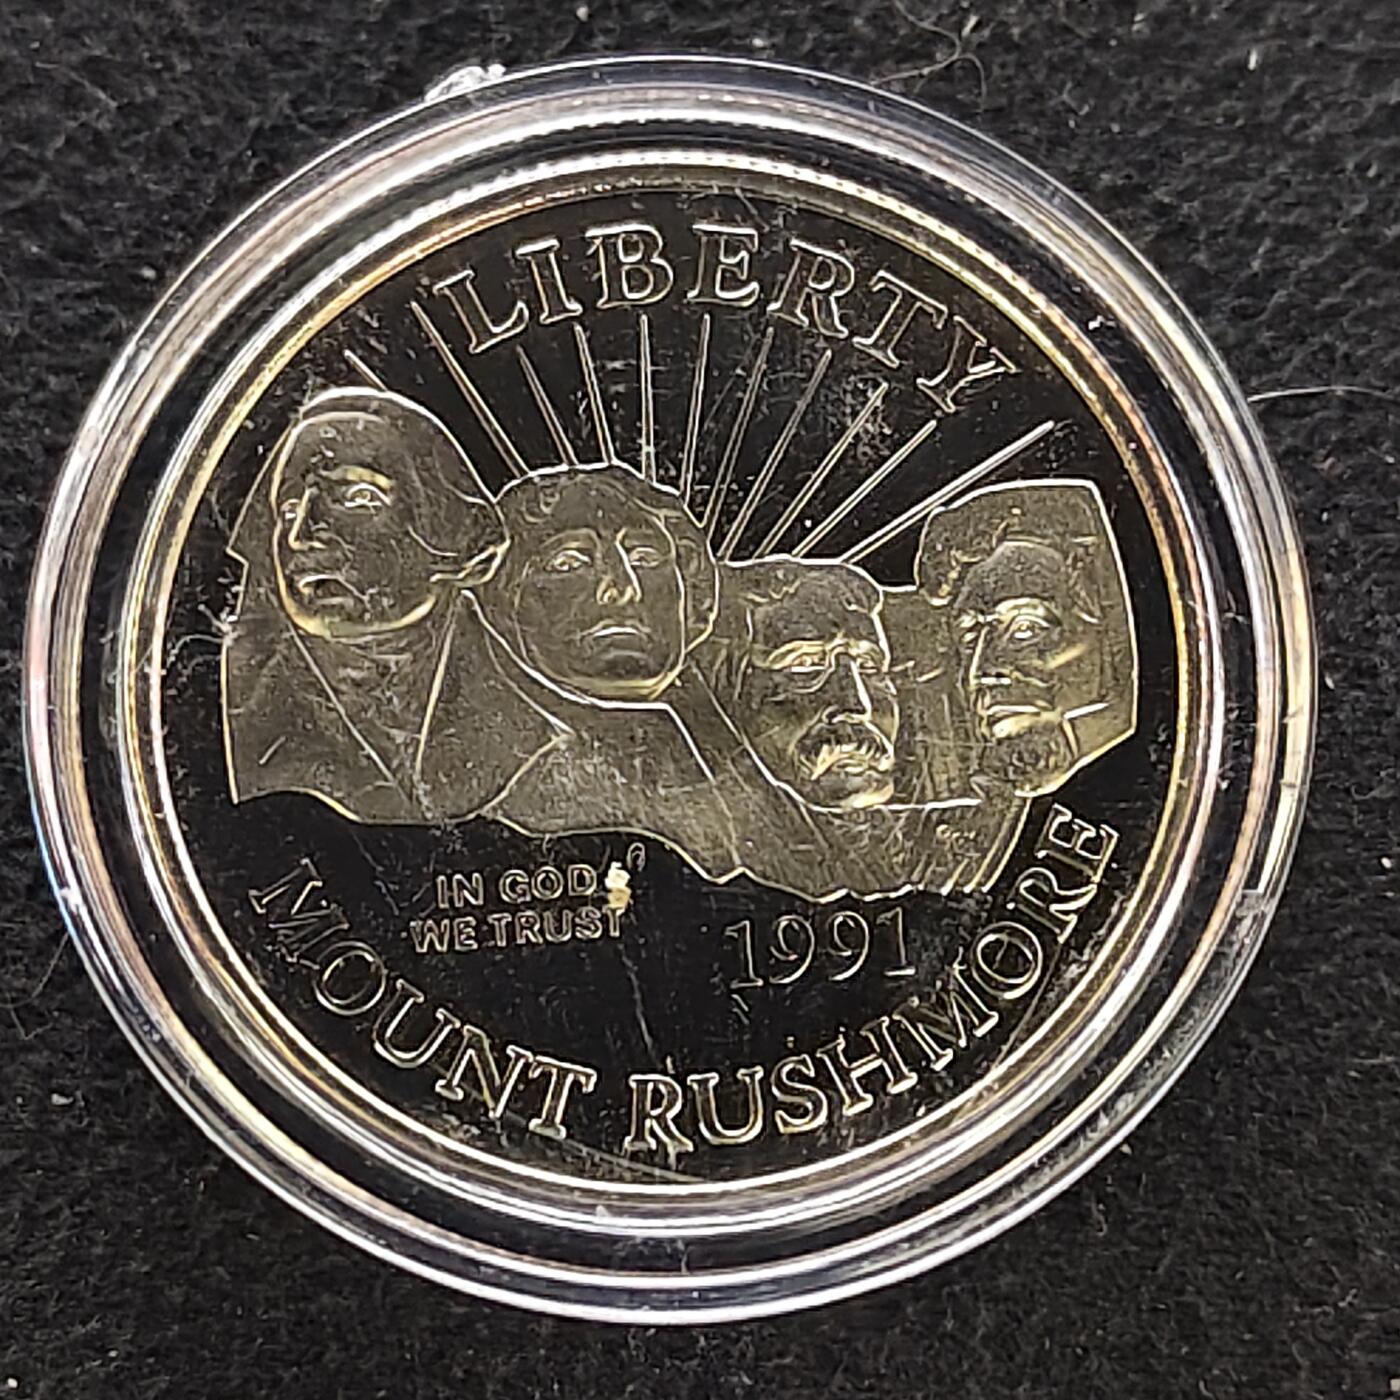 LIBERTY
IN GOD
WE TRUST
1991
MOUNT RUSHMORE